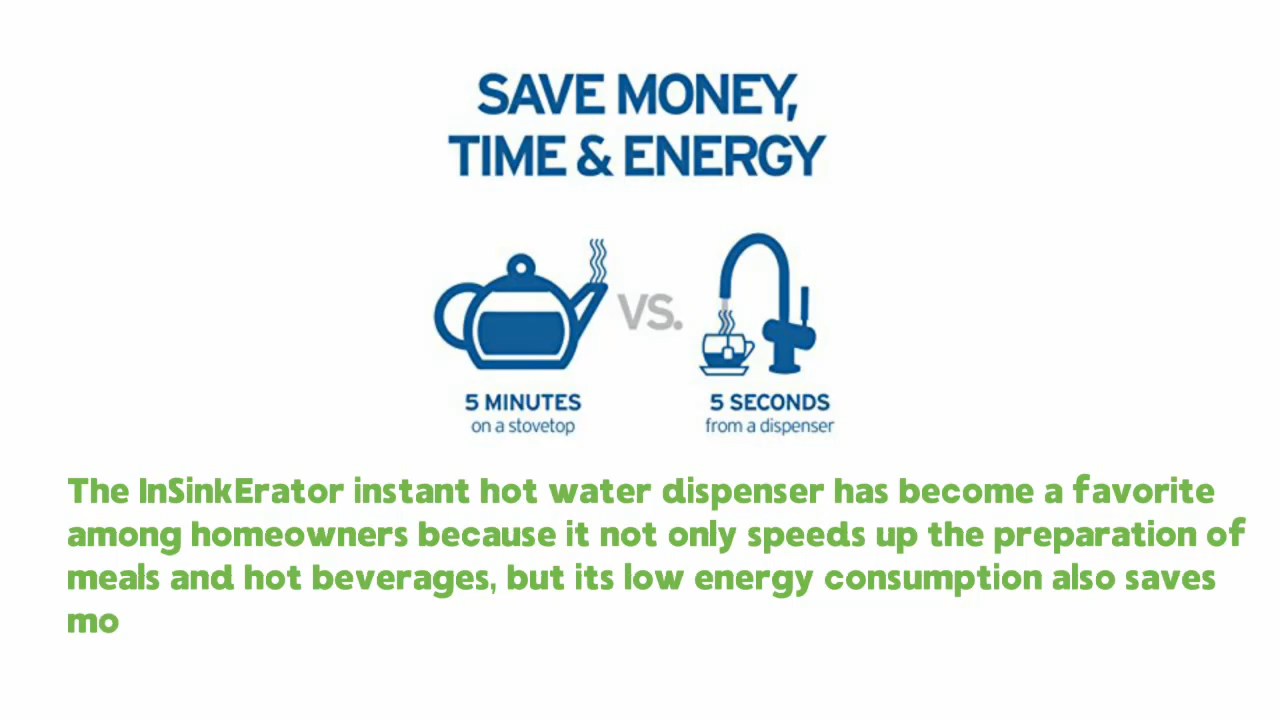 SAVE MONEY,
TIME & ENERGY
VS.
5 MINUTES
on a stovetop
5 SECONDS
from a dispenser
The InSinkErator instant hot water dispenser has become a favorite
among homeowners because it not only speeds up the preparation of
meals and hot beverages, but its low energy consumption also saves
mo